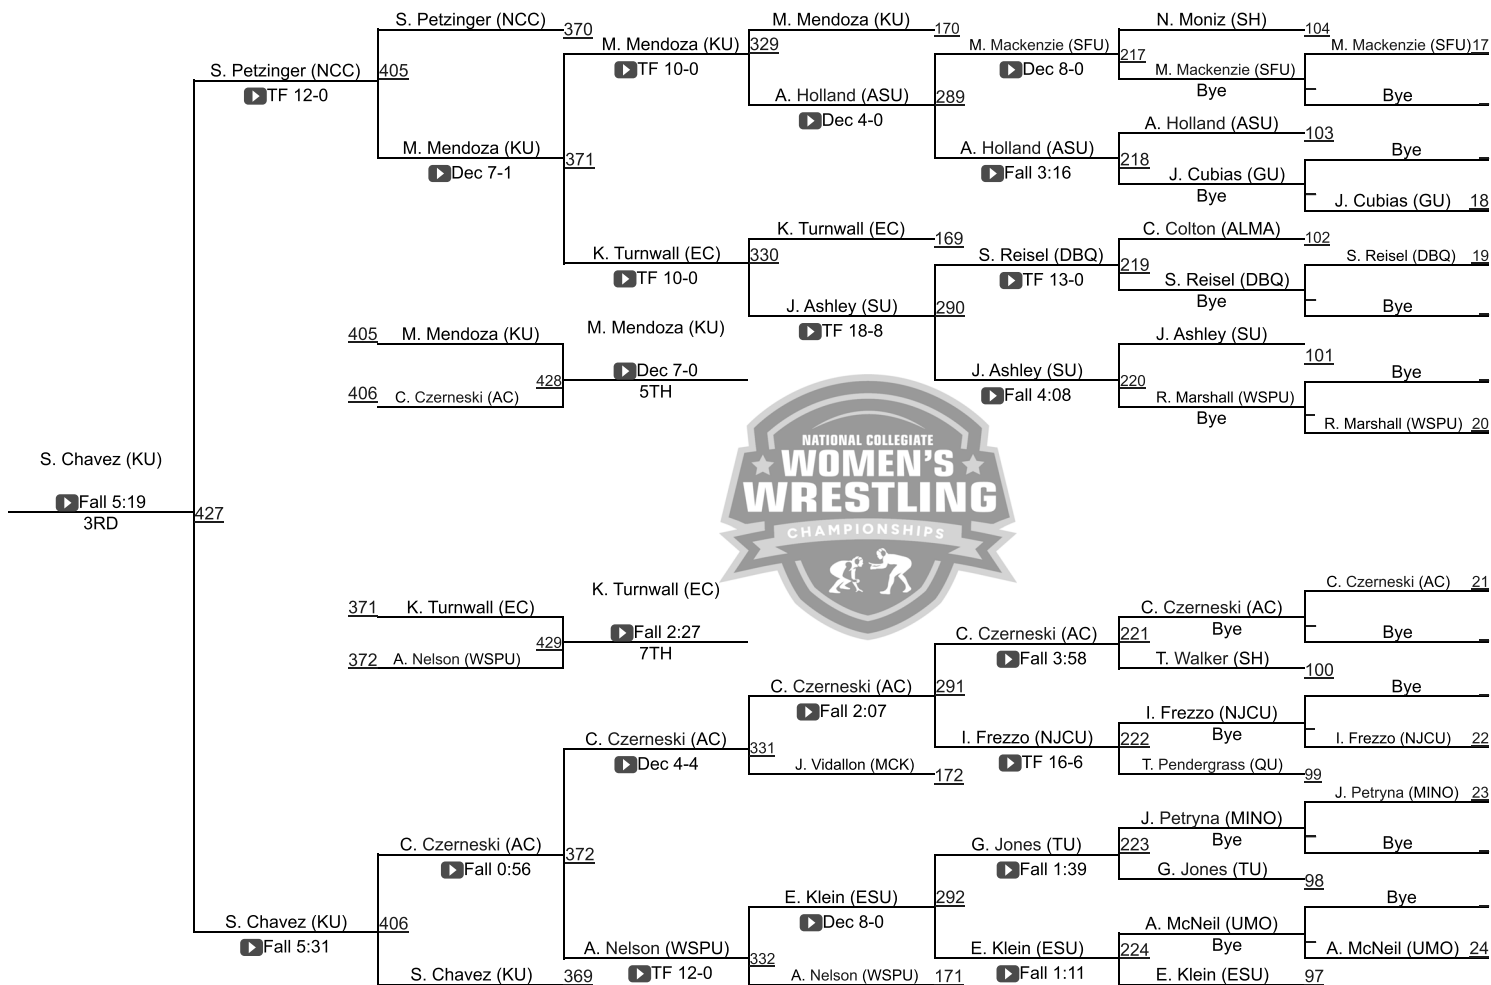 S. Petzinger (NCC) 370
M. Mendoza (KU) 170
N. Moniz (SH) 104
M. Mendoza (KU) 329
TF 10-0
M. Mackenzie (SFU) 217
Dec 8-0
M. Mackenzie (SFU) 17
S. Petzinger (NCC) 405
TF 12-0
M. Mackenzie (SFU)
Bye
A. Holland (ASU) 289
Dec 4-0
Bye
A. Holland (ASU) 103
M. Mendoza (KU) 371
Dec 7-1
A. Holland (ASU) 218
Fall 3:16
Bye
J. Cubias (GU)
Bye
J. Cubias (GU) 18
K. Turnwall (EC) 169
C. Colton (ALMA) 102
K. Turnwall (EC) 330
TF 10-0
S. Reisel (DBQ) 219
TF 13-0
S. Reisel (DBQ) 19
S. Reisel (DBQ)
Bye
J. Ashley (SU) 290
TF 18-8
Bye
405 M. Mendoza (KU)
M. Mendoza (KU)
J. Ashley (SU) 101
428
Dec 7-0
5TH
J. Ashley (SU) 220
Fall 4:08
Bye
406 C. Czerneski (AC)
R. Marshall (WSPU)
Bye
R. Marshall (WSPU) 20
NATIONAL COLLEGIATE
WOMEN'S
WRESTLING
CHAMPIONSHIPS
S. Chavez (KU)
Fall 5:19
3RD
427
K. Turnwall (EC)
C. Czerneski (AC) 21
371 K. Turnwall (EC)
C. Czerneski (AC)
Bye
429
Fall 2:27
7TH
C. Czerneski (AC) 221
Fall 3:58
Bye
372 A. Nelson (WSPU)
T. Walker (SH) 100
C. Czerneski (AC) 291
Fall 2:07
Bye
I. Frezzo (NJCU)
Bye
C. Czerneski (AC) 331
Dec 4-4
I. Frezzo (NJCU) 222
TF 16-6
I. Frezzo (NJCU) 22
J. Vidallon (MCK) 172
T. Pendergrass (QU) 99
J. Petryna (MINO) 23
J. Petryna (MINO)
Bye
C. Czerneski (AC) 372
Fall 0:56
G. Jones (TU) 223
Fall 1:39
Bye
G. Jones (TU) 98
E. Klein (ESU) 292
Dec 8-0
Bye
S. Chavez (KU) 406
Fall 5:31
A. McNeil (UMO)
Bye
A. Nelson (WSPU) 332
TF 12-0
E. Klein (ESU) 224
Fall 1:11
A. McNeil (UMO) 24
S. Chavez (KU) 369
A. Nelson (WSPU) 171
E. Klein (ESU) 97